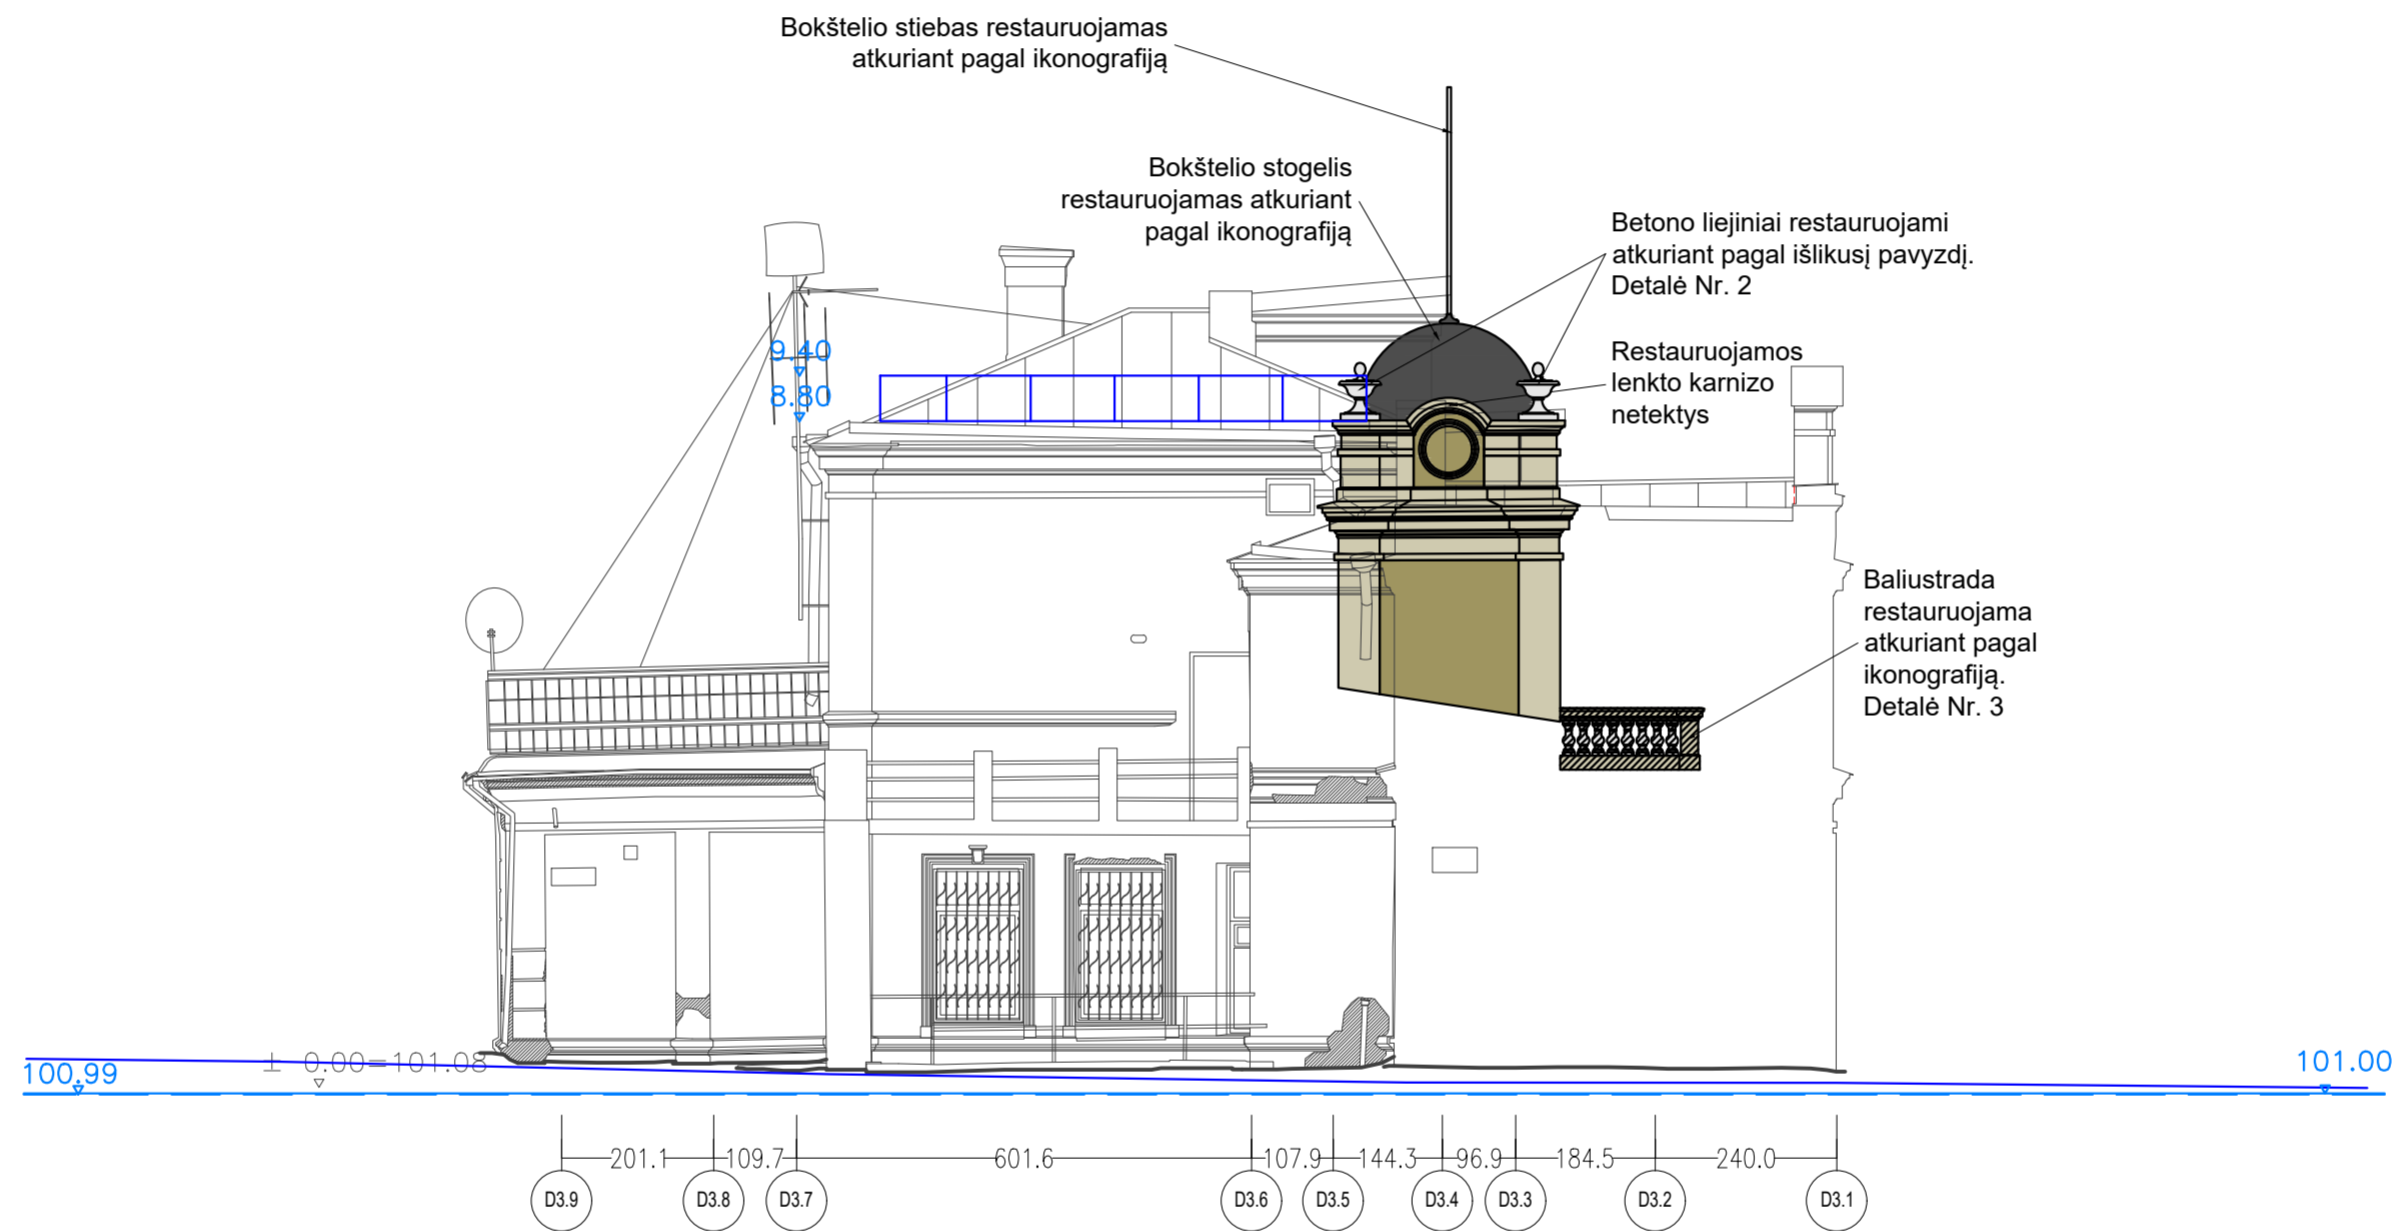 Bokštelio stiebas restauruojamas
atkuriant pagal ikonografiją
Bokštelio stogelis
restauruojamas atkuriant
pagal ikonografiją
Betono liejiniai restauruojami
atkuriant pagal išlikusį pavyzdį.
Detalė Nr. 2
Restauruojamos
lenkto karnizo
netektys
9.40
8.80
Baliustrada
restauruojama
atkuriant pagal
ikonografiją.
Detalė Nr. 3
100.99
± 0.00=101.08
101.00
201.1 109.7 601.6 107.9 144.3 96.9 184.5 240.0
D3.9 D3.8 D3.7 D3.6 D3.5 D3.4 D3.3 D3.2 D3.1